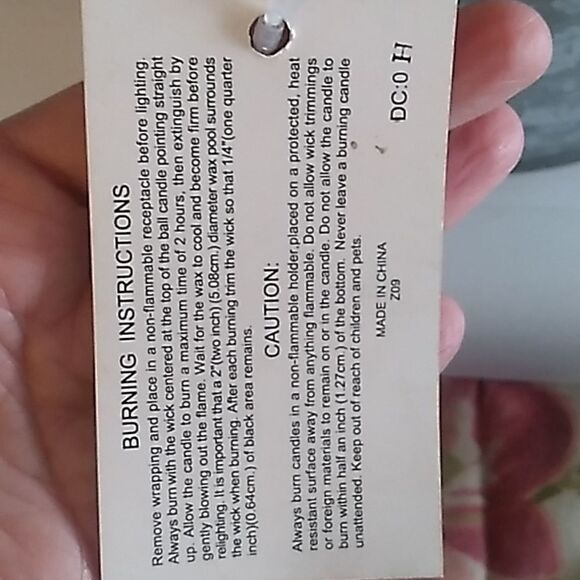 BURNING INSTRUCTIONS
Remove wrapping and place in a non-flammable receptacle before lighting,
Always burn with the wick centered at the top of the ball candle pointing straight
up. Allow the candle to burn a maximum time of 2 hours, then extinguish by
gently blowing out the flame. Wait for the wax to cool and become firm before
relighting. It is important that a 2"(two inch) (5.08cm.) diameter wax pool surrounds
the wick when burning. After each burning trim the wick so that 1/4"(one quarter
inch)(0.64cm.) of black area remains.
CAUTION:
Always burn candles in a non-flammable holder,placed on a protected, heat
resistant surface away from anything flammable. Do not allow wick trimmings
or foreign materials to remain on or in the candle. Do not allow the candle to
burn within half an inch (1.27cm.) of the bottom. Never leave a burning candle
unattended. Keep out of reach of children and pets.
MADE IN CHINA
Z09
DC:0 H